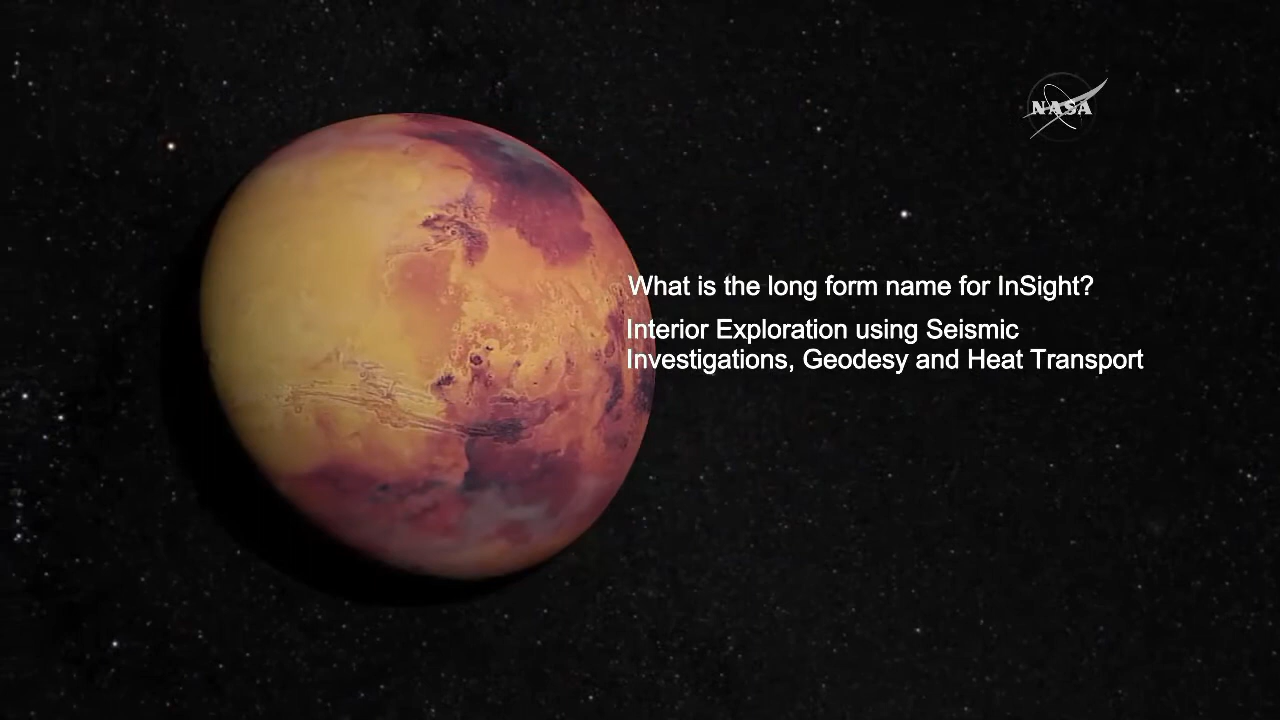 NASA
What is the long form name for InSight?
Interior Exploration using Seismic
Investigations, Geodesy and Heat Transport